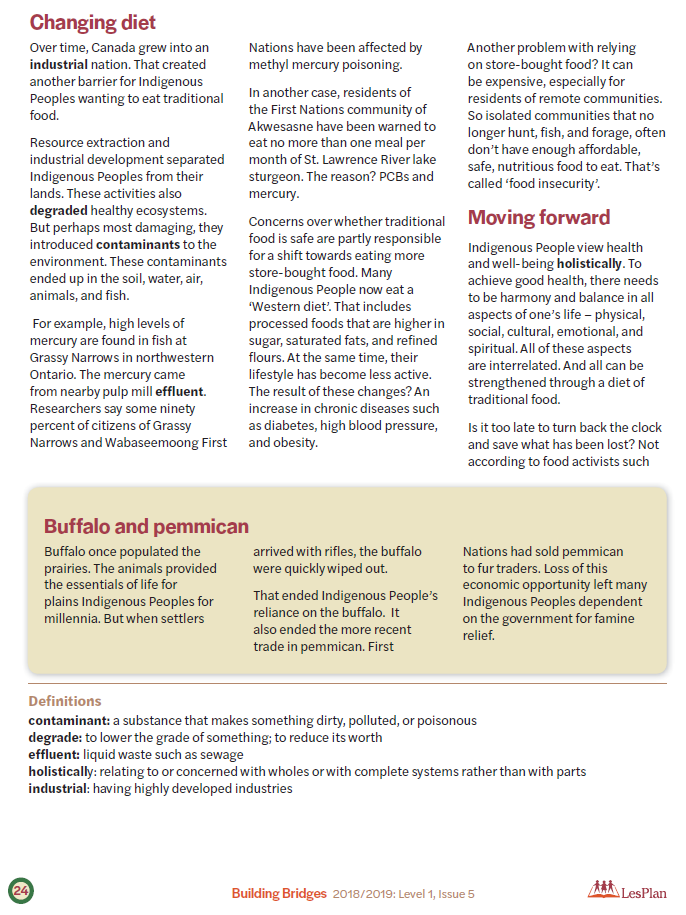 Changing diet
Over time, Canada grew into an
industrial nation. That created
another barrier for Indigenous
Peoples wanting to eat traditional
food.
Resource extraction and
industrial development separated
Indigenous Peoples from their
lands. These activities also
degraded healthy ecosystems.
But perhaps most damaging, they
introduced contaminants to the
environment. These contaminants
ended up in the soil, water, air,
animals, and fish.
For example, high levels of
mercury are found in fish at
Grassy Narrows in northwestern
Ontario. The mercury came
from nearby pulp mill effluent.
Researchers say some ninety
percent of citizens of Grassy
Narrows and Wabaseemoong First
Nations have been affected by
methyl mercury poisoning.
In another case, residents of
the First Nations community of
Akwesasne have been warned to
eat no more than one meal per
month of St. Lawrence River lake
sturgeon. The reason? PCBs and
mercury.
Concerns over whether traditional
food is safe are partly responsible
for a shift towards eating more
store-bought food. Many
Indigenous People now eat a
‘Western diet’. That includes
processed foods that are higher in
sugar, saturated fats, and refined
flours. At the same time, their
lifestyle has become less active.
The result of these changes? An
increase in chronic diseases such
as diabetes, high blood pressure,
and obesity.
Another problem with relying
on store-bought food? It can
be expensive, especially for
residents of remote communities.
So isolated communities that no
longer hunt, fish, and forage, often
don’t have enough affordable,
safe, nutritious food to eat. That’s
called ‘food insecurity’.
Moving forward
Indigenous People view health
and well-being holistically. To
achieve good health, there needs
to be harmony and balance in all
aspects of one’s life – physical,
social, cultural, emotional, and
spiritual. All of these aspects
are interrelated. And all can be
strengthened through a diet of
traditional food.
Is it too late to turn back the clock
and save what has been lost? Not
according to food activists such
Buffalo and pemmican
Buffalo once populated the
prairies. The animals provided
the essentials of life for
plains Indigenous Peoples for
millennia. But when settlers
arrived with rifles, the buffalo
were quickly wiped out.
That ended Indigenous People’s
reliance on the buffalo. It
also ended the more recent
trade in pemmican. First
Nations had sold pemmican
to fur traders. Loss of this
economic opportunity left many
Indigenous Peoples dependent
on the government for famine
relief.
Definitions
contaminant: a substance that makes something dirty, polluted, or poisonous
degrade: to lower the grade of something; to reduce its worth
effluent: liquid waste such as sewage
holistically: relating to or concerned with wholes or with complete systems rather than with parts
industrial: having highly developed industries
24
Building Bridges 2018/2019: Level 1, Issue 5
LesPlan